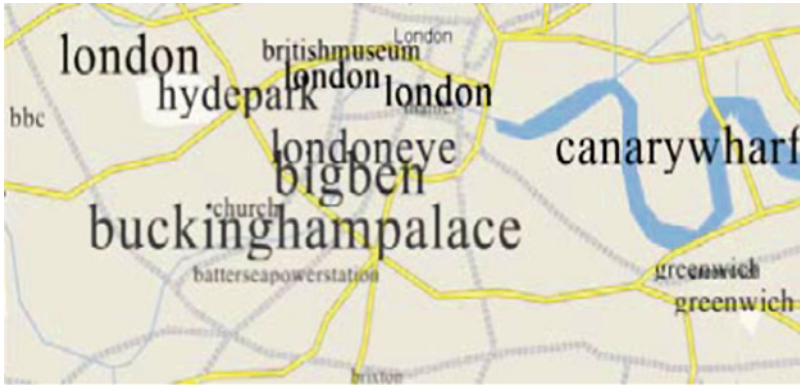 London
london
britishmuseum
london
hydepark
london
bbc
londoneye
canarywharf
bigben
church
buckinghampalace
batterseapowerstation
greenwich
greenwich
brixton